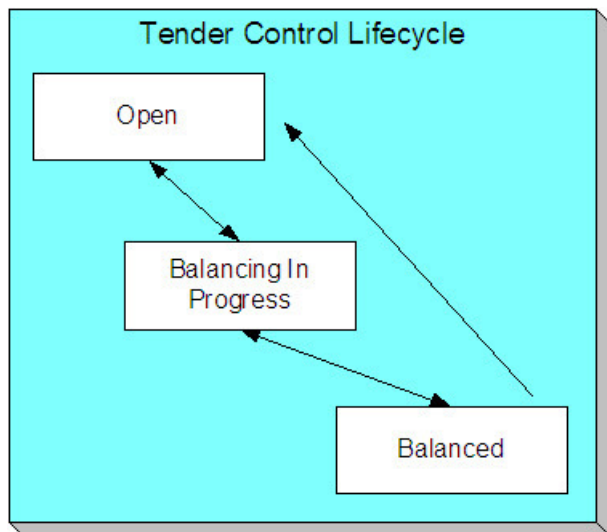 Tender Control Lifecycle
Open
Balancing In
Progress
Balanced